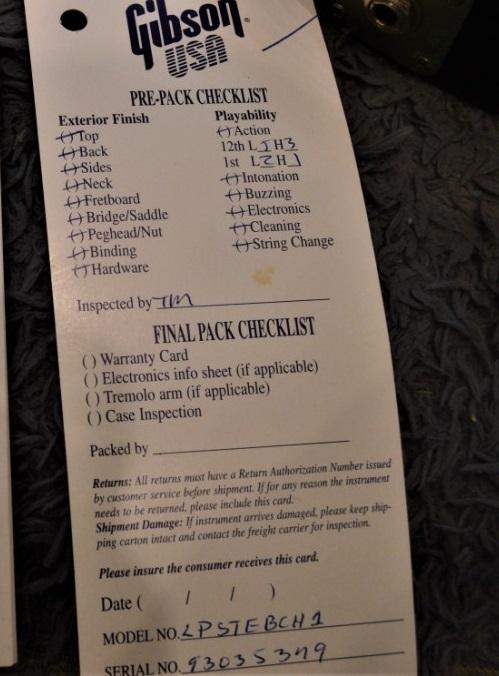 Gibson
USA
PRE-PACK CHECKLIST
Exterior Finish
( ) Top
( ) Back
( ) Sides
( ) Neck
( ) Fretboard
( ) Bridge/Saddle
( ) Peghead/Nut
( ) Binding
( ) Hardware
Playability
( ) Action
12th L 5 H 3
1st L 2 H 1
( ) Intonation
( ) Buzzing
( ) Electronics
( ) Cleaning
( ) String Change
Inspected by TM
FINAL PACK CHECKLIST
( ) Warranty Card
( ) Electronics info sheet (if applicable)
( ) Tremolo arm (if applicable)
( ) Case Inspection
Packed by
Returns: All returns must have a Return Authorization Number issued
by customer service before shipment. If for any reason the instrument
needs to be returned, please include this card.
Shipment Damage: If instrument arrives damaged, please keep ship-
ping carton intact and contact the freight carrier for inspection.
Please insure the consumer receives this card.
Date ( / / )
MODEL NO. LPSTEBCH1
SERIAL NO. 93035349